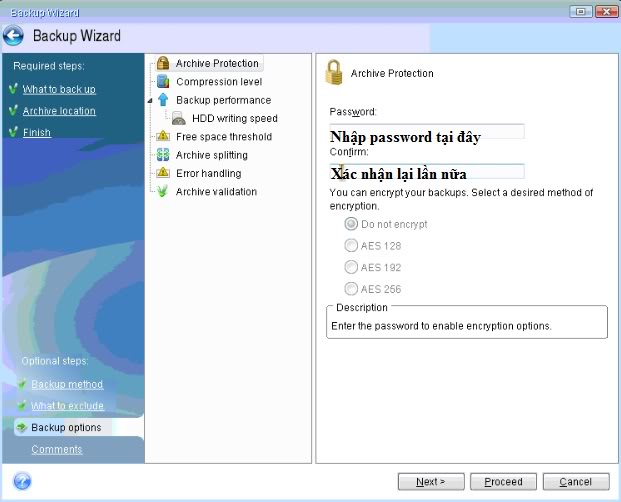 Backup Wizard
Backup Wizard
Required steps:
What to back up
Archive location
Finish
Optional steps:
Backup method
What to exclude
Backup options
Comments
Archive Protection
Compression level
Backup performance
HDD writing speed
Free space threshold
Archive splitting
Error handling
Archive validation
Archive Protection
Password:
Nhập password tại đây
Confirm:
Xác nhận lại lần nữa
You can encrypt your backups. Select a desired method of
encryption.
Do not encrypt
AES 128
AES 192
AES 256
Description
Enter the password to enable encryption options.
Next >
Proceed
Cancel